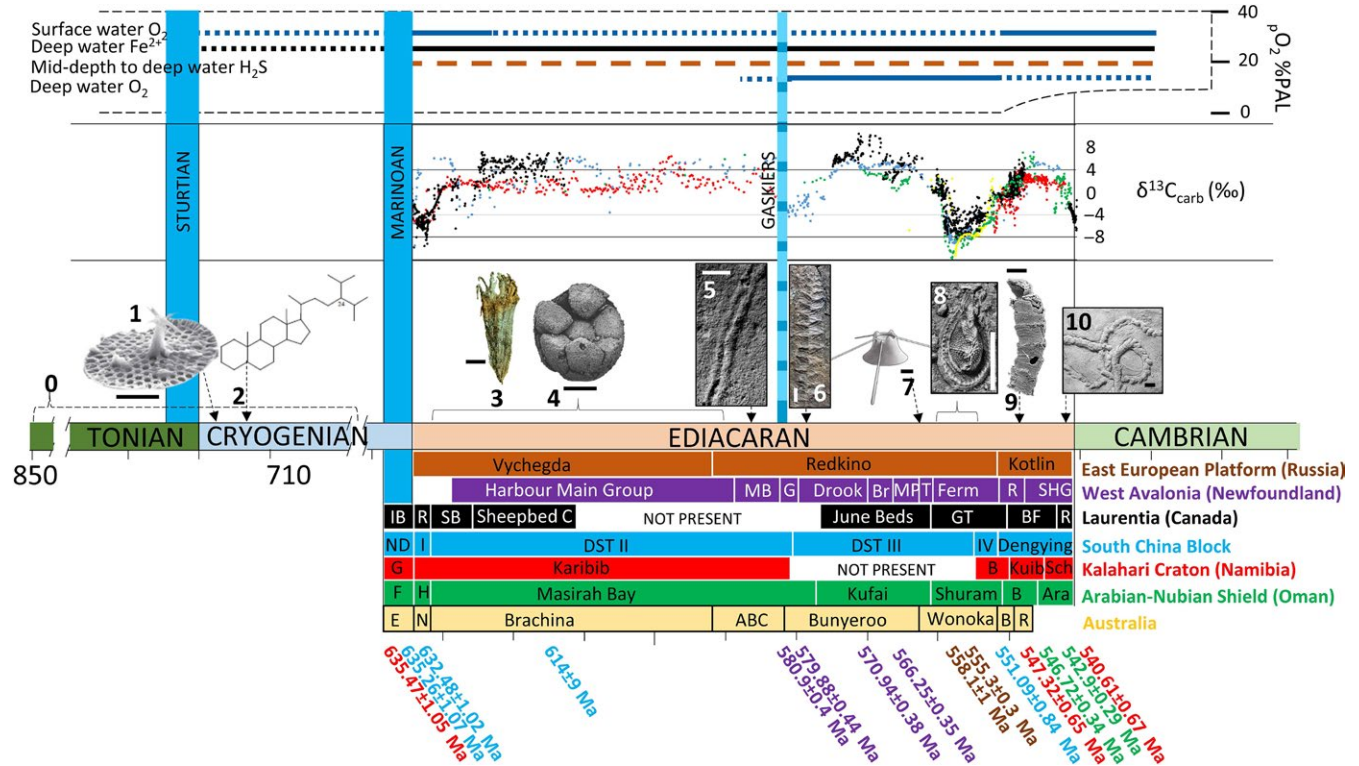 40
Surface water O2
Deep water Fe2+
Mid-depth to deep water H2S
Deep water O2
20
0
pO2 %PAL
STURTIAN
MARINOAN
GASKIERS
8
4
0
−4
−8
δ13Ccarb (‰)
0
1
2
24
3
4
5
6
7
8
9
10
TONIAN
CRYOGENIAN
EDIACARAN
CAMBRIAN
850
710
Vychegda
Redkino
Kotlin
East European Platform (Russia)
Harbour Main Group
MB
G
Drook
Br
MP
T
Ferm
R
SHG
West Avalonia (Newfoundland)
IB
R
SB
Sheepbed C
NOT PRESENT
June Beds
GT
BF
R
Laurentia (Canada)
ND
I
DST II
DST III
IV
Dengying
South China Block
G
Karibib
NOT PRESENT
B
Kuib
Sch
Kalahari Craton (Namibia)
F
H
Masirah Bay
Kufai
Shuram
B
Ara
Arabian-Nubian Shield (Oman)
E
N
Brachina
ABC
Bunyeroo
Wonoka
B
R
Australia
635.47±1.05 Ma
635.26±1.07 Ma
632.48±1.02 Ma
614±9 Ma
580.9±0.4 Ma
579.88±0.44 Ma
570.94±0.38 Ma
566.25±0.35 Ma
558.1±1 Ma
555.3±0.3 Ma
551.09±0.84 Ma
547.32±0.65 Ma
546.72±0.34 Ma
542.9±0.29 Ma
540.61±0.67 Ma